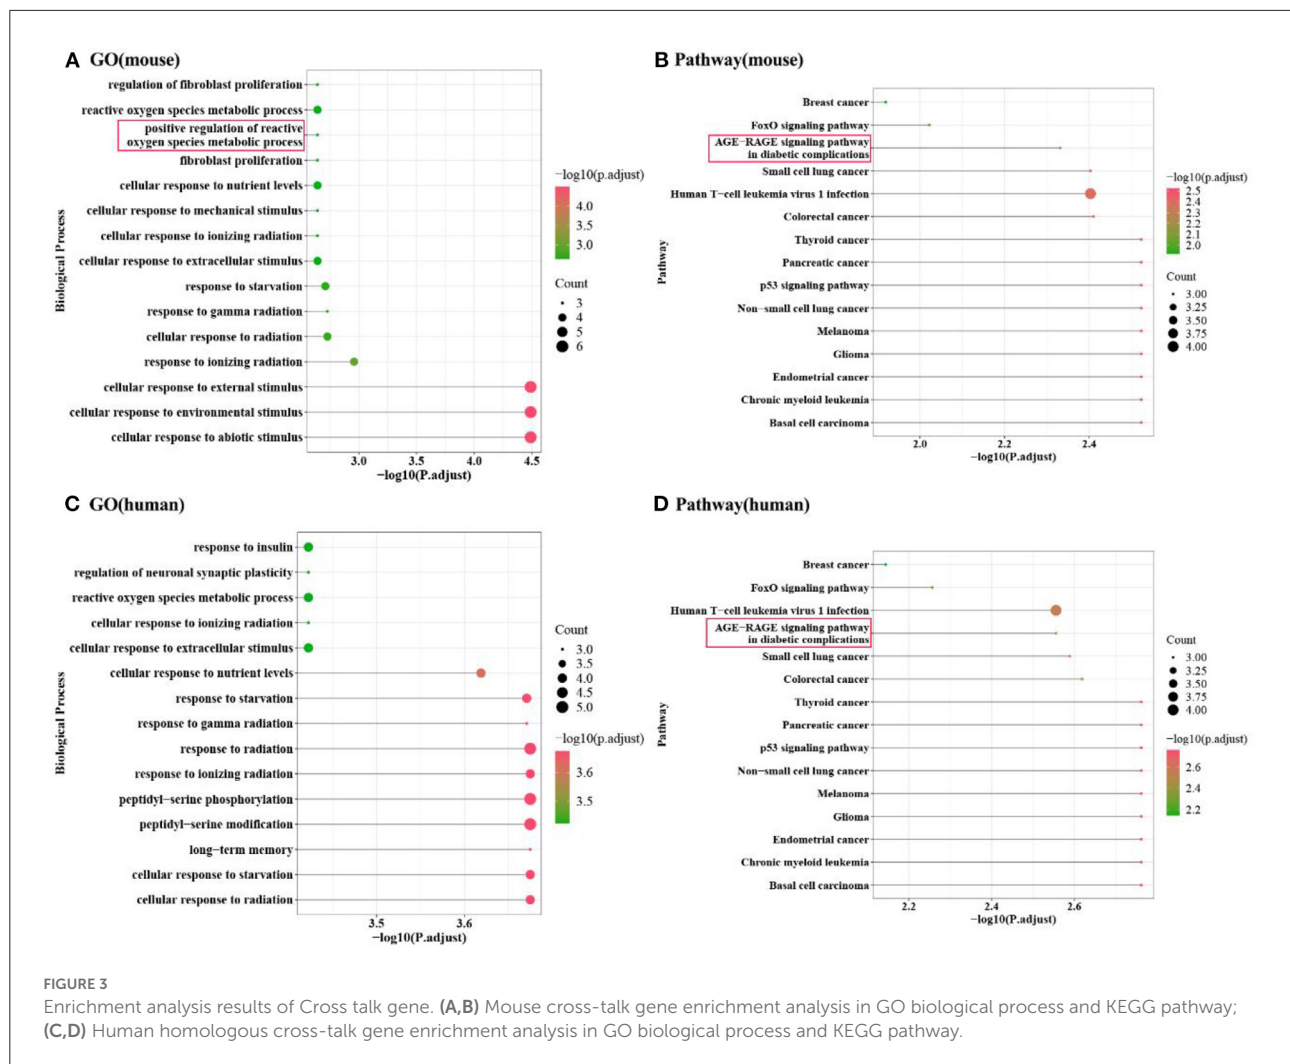 A GO(mouse)
regulation of fibroblast proliferation
reactive oxygen species metabolic process
positive regulation of reactive
oxygen species metabolic process
fibroblast proliferation
cellular response to nutrient levels
cellular response to mechanical stimulus
cellular response to ionizing radiation
cellular response to extracellular stimulus
response to starvation
response to gamma radiation
cellular response to radiation
response to ionizing radiation
cellular response to external stimulus
cellular response to environmental stimulus
cellular response to abiotic stimulus
Biological Process
3.0 3.5 4.0 4.5
−log10(P.adjust)
−log10(p.adjust)
4.0
3.5
3.0
Count
3
4
5
6
B Pathway(mouse)
Breast cancer
FoxO signaling pathway
AGE−RAGE signaling pathway
in diabetic complications
Small cell lung cancer
Human T−cell leukemia virus 1 infection
Colorectal cancer
Thyroid cancer
Pancreatic cancer
p53 signaling pathway
Non−small cell lung cancer
Melanoma
Glioma
Endometrial cancer
Chronic myeloid leukemia
Basal cell carcinoma
Pathway
2.0 2.2 2.4
−log10(P.adjust)
−log10(p.adjust)
2.5
2.4
2.3
2.2
2.1
2.0
Count
3.00
3.25
3.50
3.75
4.00
C GO(human)
response to insulin
regulation of neuronal synaptic plasticity
reactive oxygen species metabolic process
cellular response to ionizing radiation
cellular response to extracellular stimulus
cellular response to nutrient levels
response to starvation
response to gamma radiation
response to radiation
response to ionizing radiation
peptidyl−serine phosphorylation
peptidyl−serine modification
long−term memory
cellular response to starvation
cellular response to radiation
Biological Process
3.5 3.6
−log10(P.adjust)
Count
3.0
3.5
4.0
4.5
5.0
−log10(p.adjust)
3.6
3.5
D Pathway(human)
Breast cancer
FoxO signaling pathway
Human T−cell leukemia virus 1 infection
AGE−RAGE signaling pathway
in diabetic complications
Small cell lung cancer
Colorectal cancer
Thyroid cancer
Pancreatic cancer
p53 signaling pathway
Non−small cell lung cancer
Melanoma
Glioma
Endometrial cancer
Chronic myeloid leukemia
Basal cell carcinoma
Pathway
2.2 2.4 2.6
−log10(P.adjust)
Count
3.00
3.25
3.50
3.75
4.00
−log10(p.adjust)
2.6
2.4
2.2
FIGURE 3
Enrichment analysis results of Cross talk gene. (A,B) Mouse cross-talk gene enrichment analysis in GO biological process and KEGG pathway;
(C,D) Human homologous cross-talk gene enrichment analysis in GO biological process and KEGG pathway.